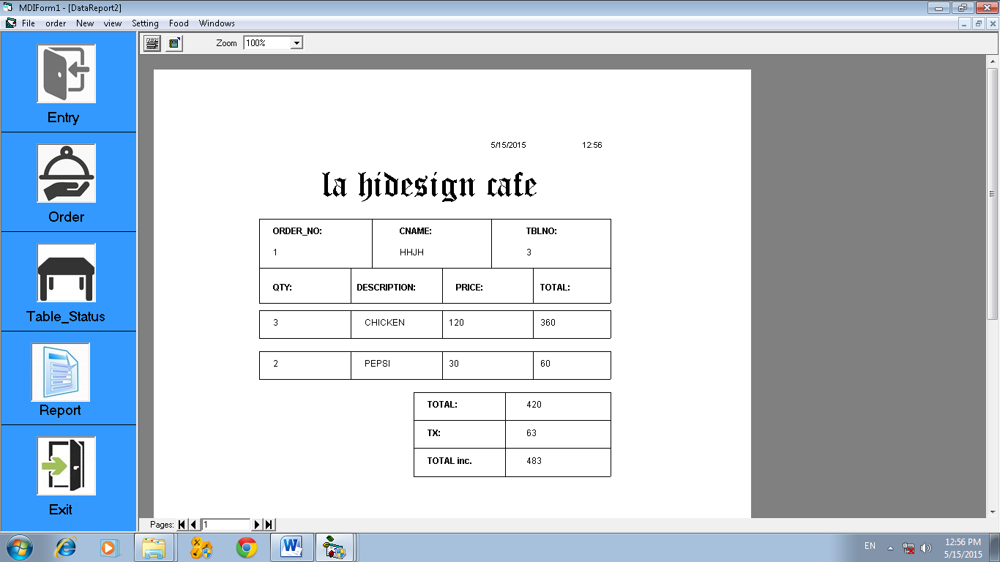 MDIForm1 - [DataReport2]
File order New view Setting Food Windows
Zoom 100%
Entry
Order
Table_Status
Report
Exit
5/15/2015 12:56
la hidesign cafe
ORDER_NO: CNAME: TBLNO:
1 HHJH 3
QTY: DESCRIPTION: PRICE: TOTAL:
3 CHICKEN 120 360
2 PEPSI 30 60
TOTAL: 420
TX: 63
TOTAL inc. 483
Pages: 1
EN 12:56 PM
5/15/2015